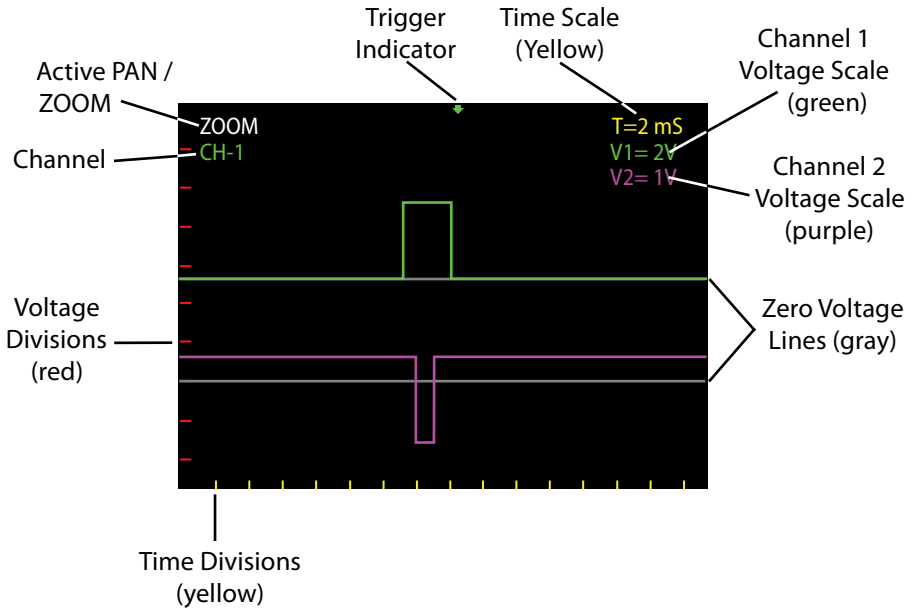 Trigger
Indicator
Time Scale
(Yellow)
Channel 1
Voltage Scale
(green)
Active PAN /
ZOOM
Channel
ZOOM
CH-1
T=2 mS
V1= 2V
V2= 1V
Channel 2
Voltage Scale
(purple)
Voltage
Divisions
(red)
Zero Voltage
Lines (gray)
Time Divisions
(yellow)